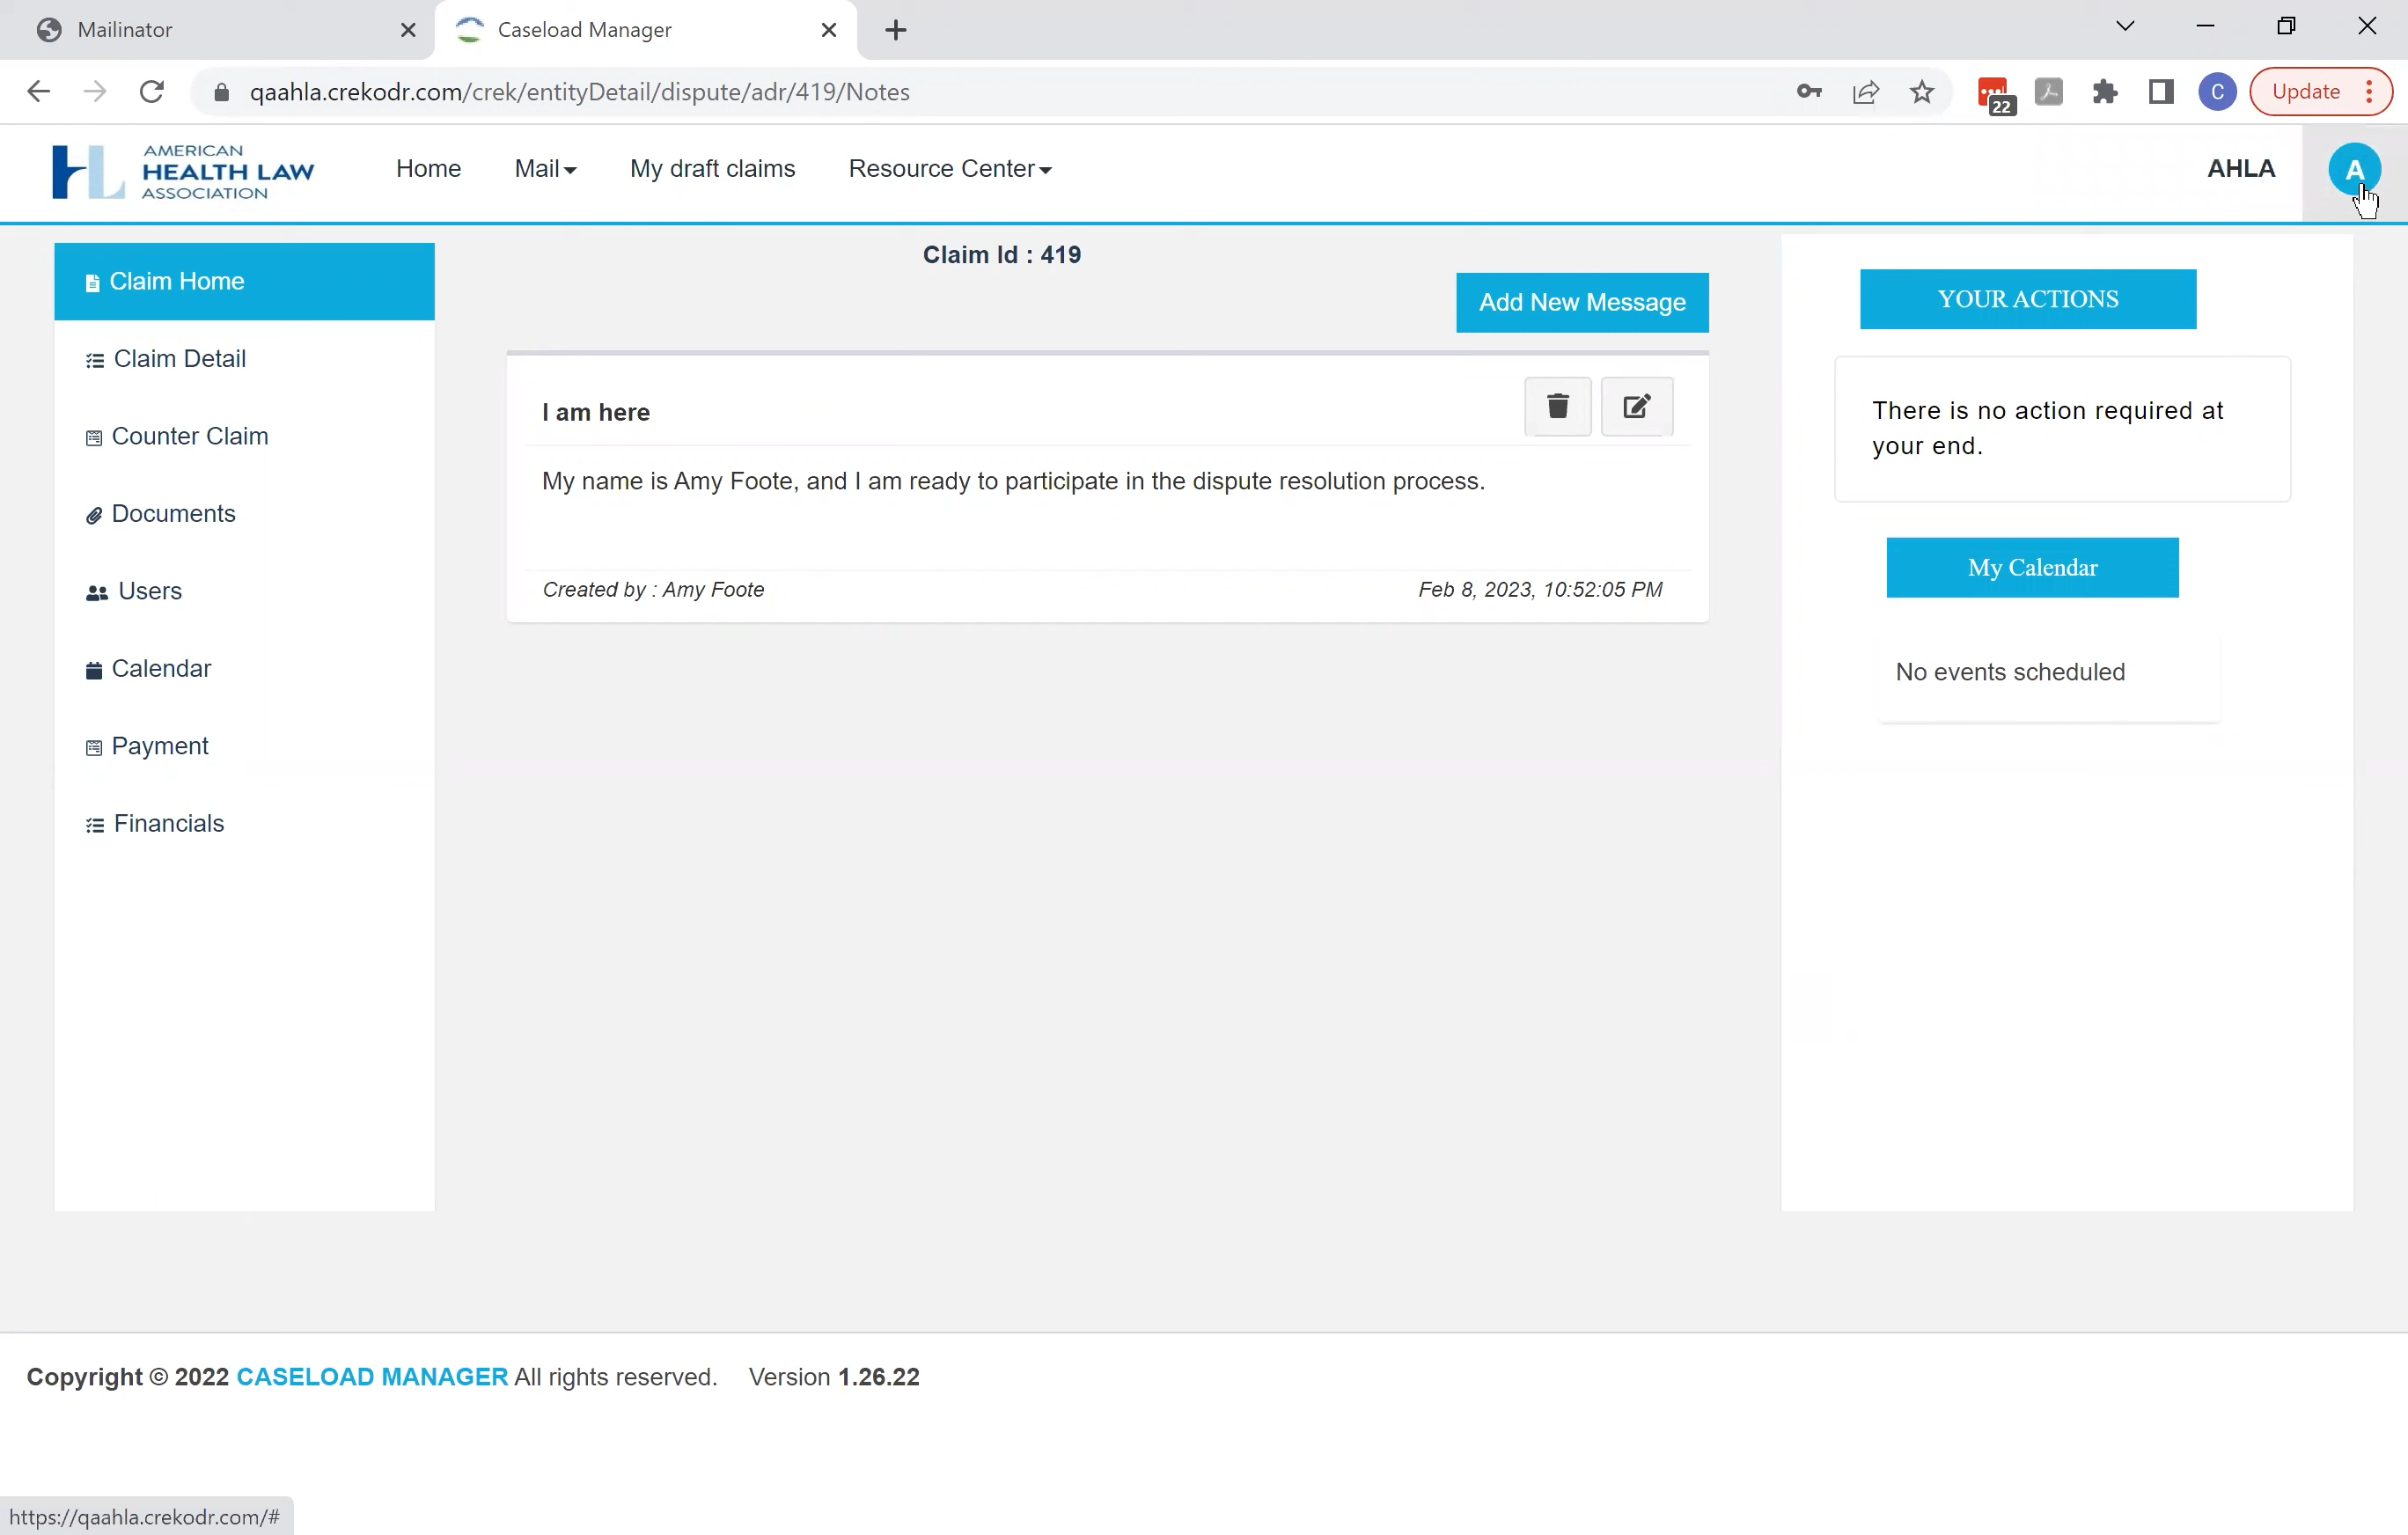 Mailinator
Caseload Manager
qaahla.crekodr.com/crek/entityDetail/dispute/adr/419/Notes
22
C
Update
AMERICAN
HEALTH LAW
ASSOCIATION
Home
Mail
My draft claims
Resource Center
AHLA
A
Claim Home
Claim Detail
Counter Claim
Documents
Users
Calendar
Payment
Financials
Claim Id : 419
Add New Message
I am here
My name is Amy Foote, and I am ready to participate in the dispute resolution process.
Created by : Amy Foote
Feb 8, 2023, 10:52:05 PM
YOUR ACTIONS
There is no action required at
your end.
My Calendar
No events scheduled
Copyright © 2022 CASELOAD MANAGER All rights reserved. Version 1.26.22
https://qaahla.crekodr.com/#